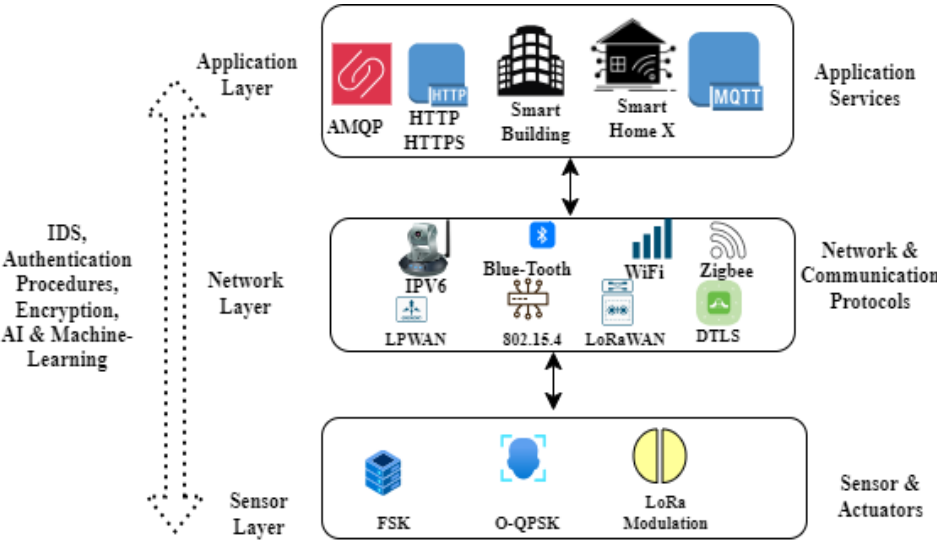 Application
Layer
AMQP
HTTP
HTTP
HTTPS
Smart
Building
Smart
Home X
MQTT
Application
Services
IDS,
Authentication
Procedures,
Encryption,
AI & Machine-
Learning
Network
Layer
IPV6
Blue-Tooth
WiFi
Zigbee
LPWAN
802.15.4
LoRaWAN
DTLS
Network &
Communication
Protocols
Sensor
Layer
FSK
O-QPSK
LoRa
Modulation
Sensor &
Actuators